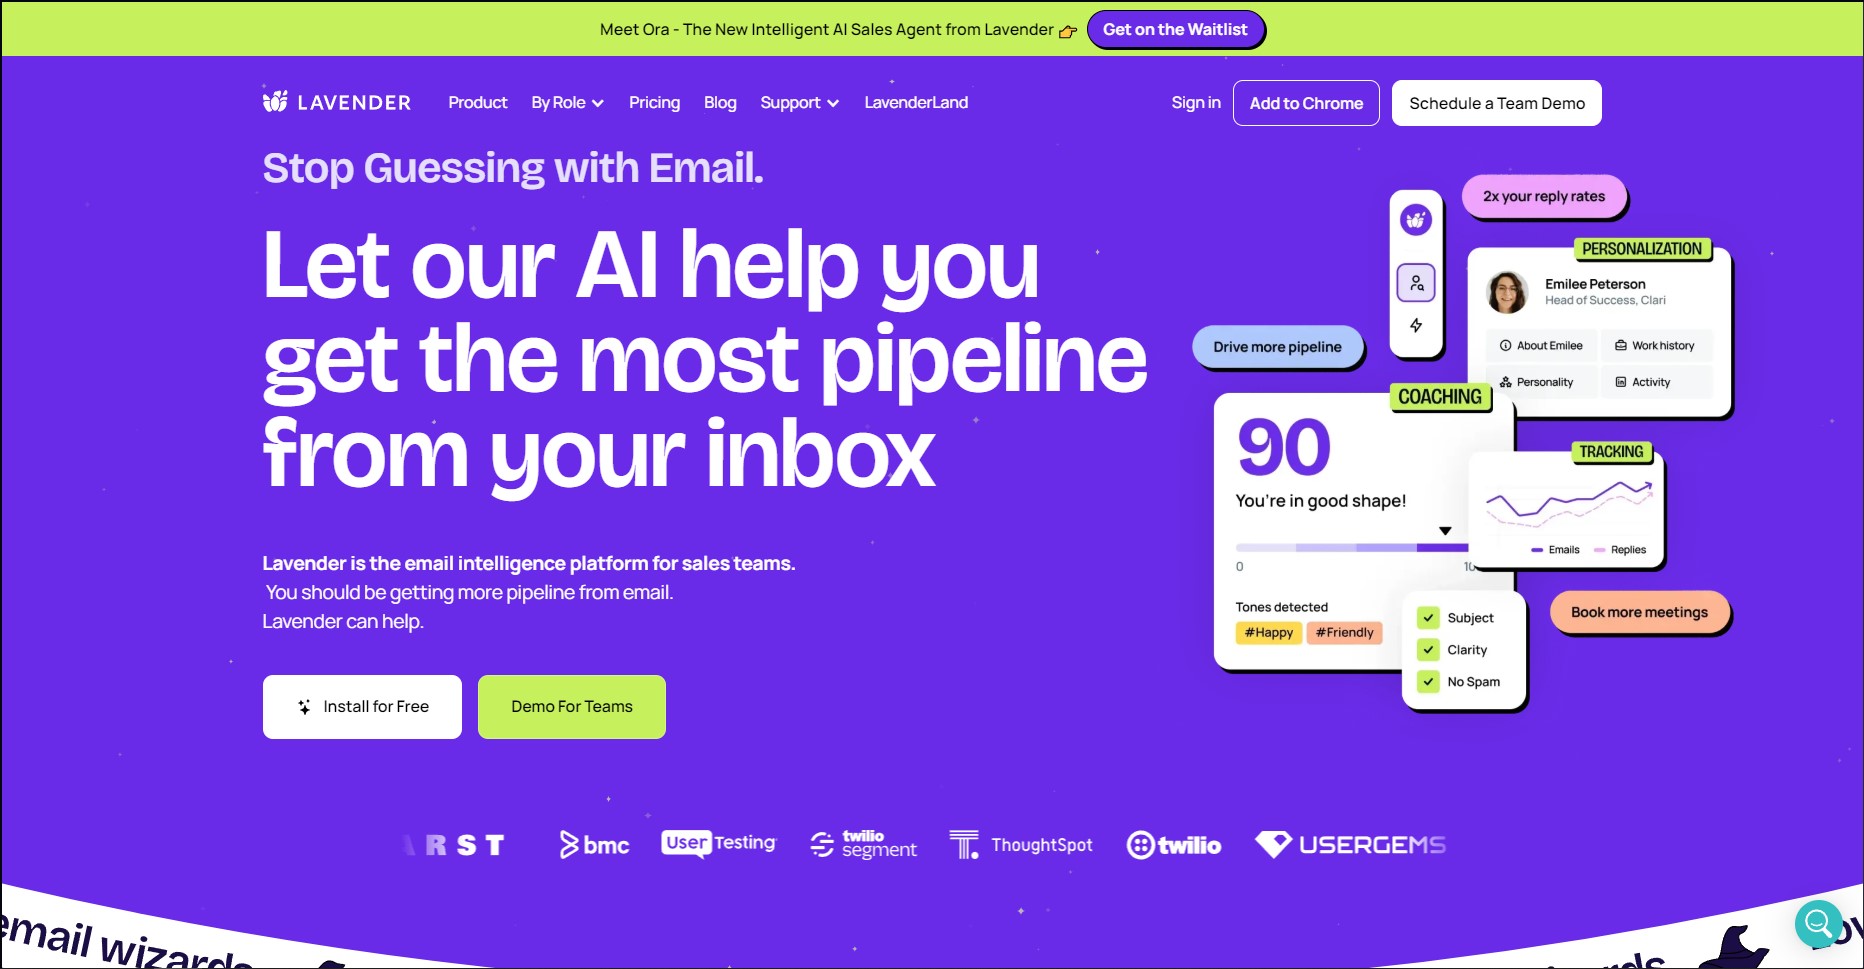 Meet Ora - The New Intelligent AI Sales Agent from Lavender 👉 Get on the Waitlist
LAVENDER Product By Role Pricing Blog Support LavenderLand Sign in Add to Chrome Schedule a Team Demo
Stop Guessing with Email.
Let our AI help you
get the most pipeline
from your inbox
Lavender is the email intelligence platform for sales teams.
You should be getting more pipeline from email.
Lavender can help.
Install for Free Demo For Teams
2x your reply rates
PERSONALIZATION
Emilee Peterson
Head of Success, Clari
About Emilee Work history
Personality Activity
Drive more pipeline
COACHING
90
You're in good shape!
0 10
Tones detected
#Happy #Friendly
TRACKING
Emails Replies
Subject
Clarity
No Spam
Book more meetings
ARST bmc UserTesting twilio segment ThoughtSpot twilio USERGEMS
email wizards